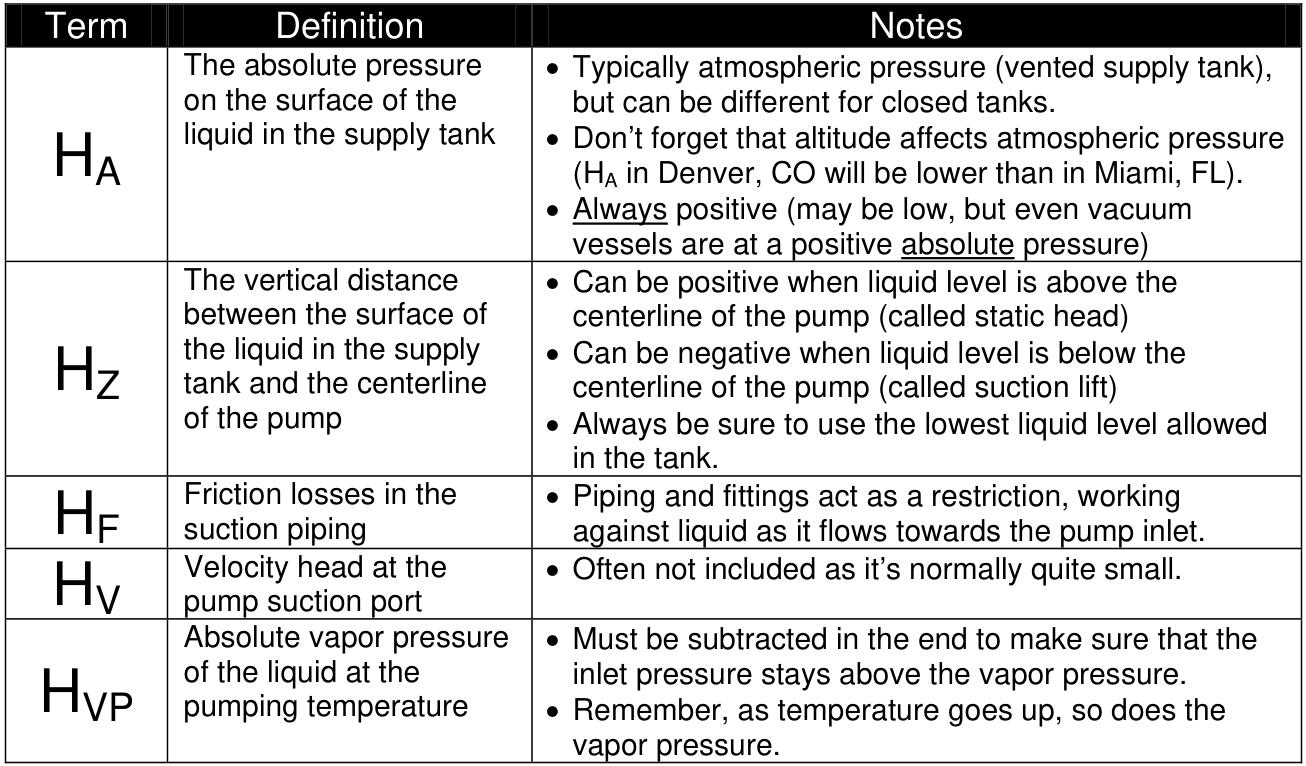 Term Definition Notes
H_A
The absolute pressure
on the surface of the
liquid in the supply tank
• Typically atmospheric pressure (vented supply tank),
but can be different for closed tanks.
• Don’t forget that altitude affects atmospheric pressure
(H_A in Denver, CO will be lower than in Miami, FL).
• Always positive (may be low, but even vacuum
vessels are at a positive absolute pressure)
H_Z
The vertical distance
between the surface of
the liquid in the supply
tank and the centerline
of the pump
• Can be positive when liquid level is above the
centerline of the pump (called static head)
• Can be negative when liquid level is below the
centerline of the pump (called suction lift)
• Always be sure to use the lowest liquid level allowed
in the tank.
H_F
Friction losses in the
suction piping
• Piping and fittings act as a restriction, working
against liquid as it flows towards the pump inlet.
H_V
Velocity head at the
pump suction port
• Often not included as it’s normally quite small.
H_VP
Absolute vapor pressure
of the liquid at the
pumping temperature
• Must be subtracted in the end to make sure that the
inlet pressure stays above the vapor pressure.
• Remember, as temperature goes up, so does the
vapor pressure.